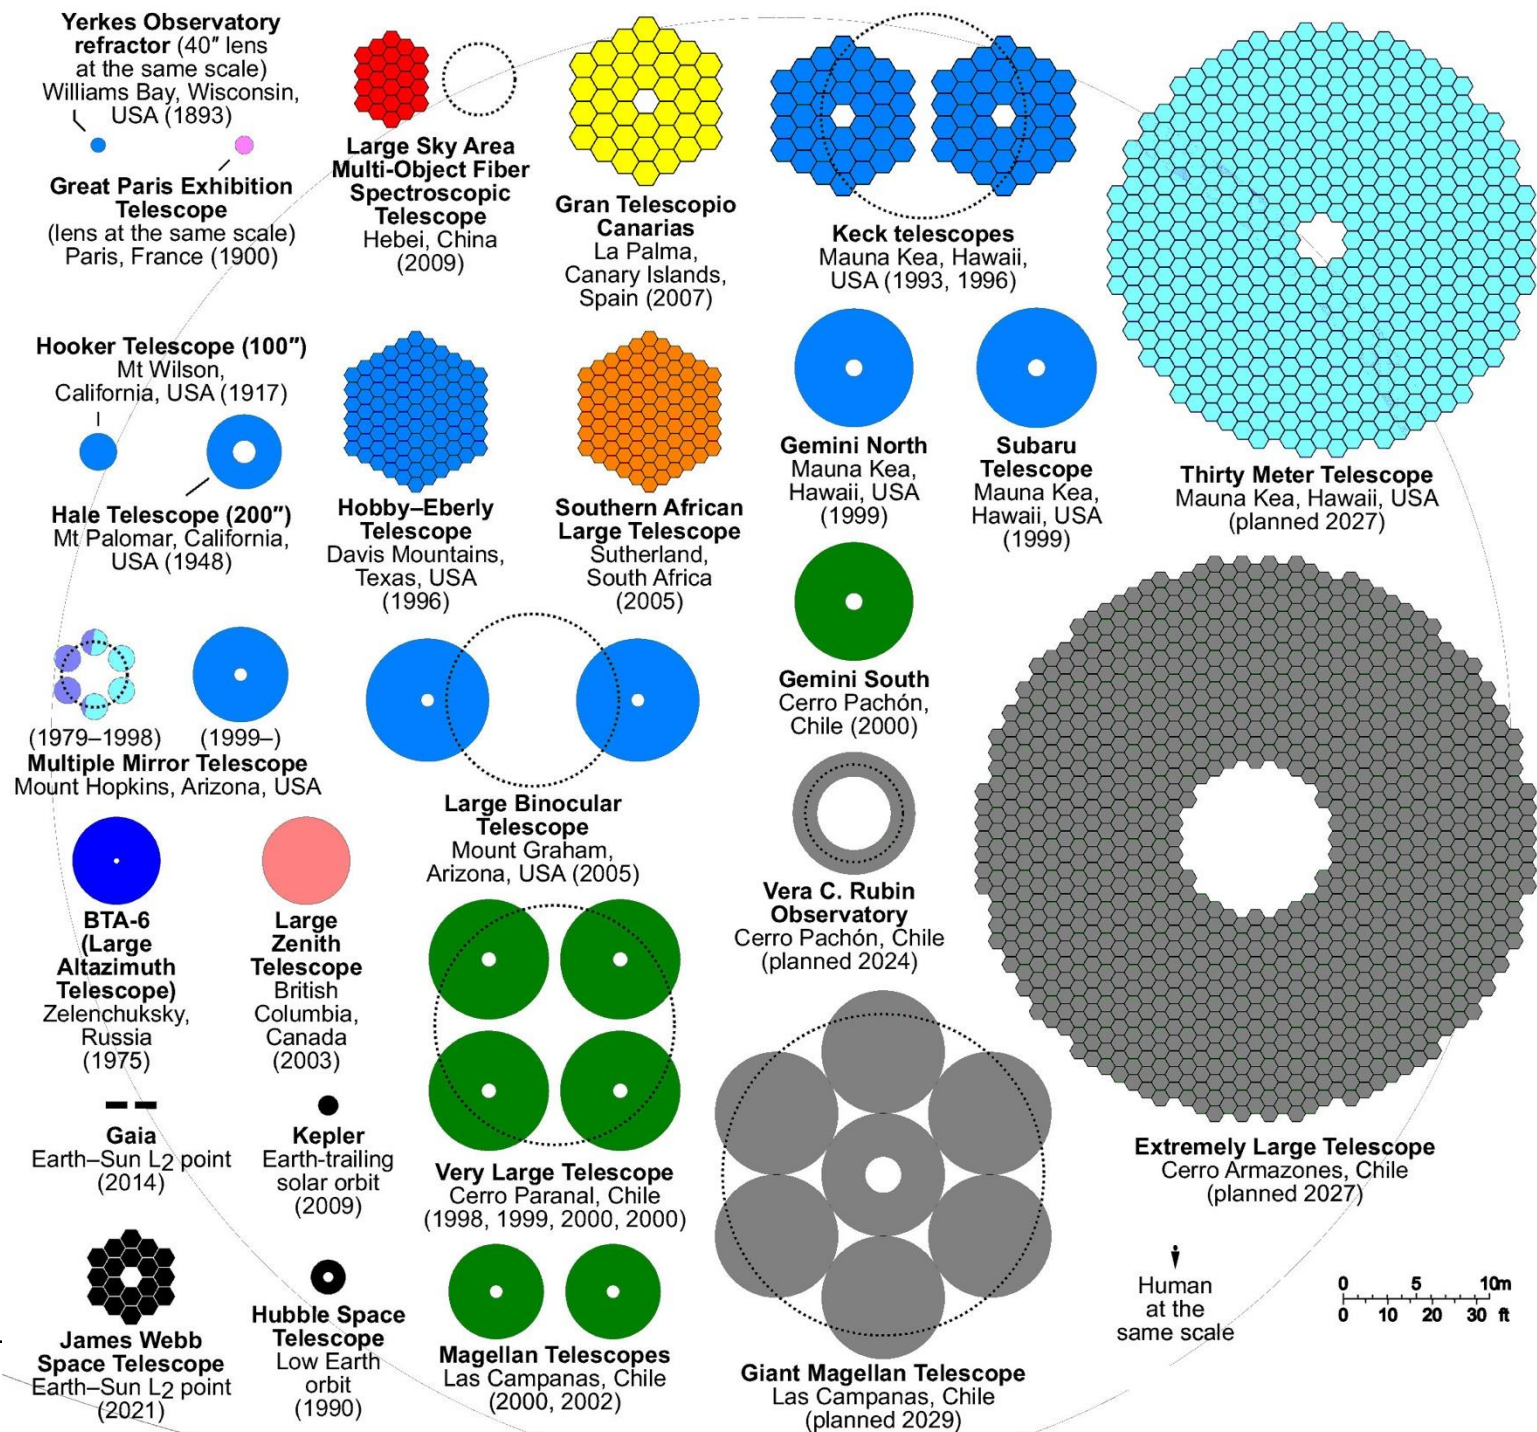 Yerkes Observatory
refractor (40″ lens
at the same scale)
Williams Bay, Wisconsin,
USA (1893)
Great Paris Exhibition
Telescope
(lens at the same scale)
Paris, France (1900)
Large Sky Area
Multi-Object Fiber
Spectroscopic
Telescope
Hebei, China
(2009)
Gran Telescopio
Canarias
La Palma,
Canary Islands,
Spain (2007)
Keck telescopes
Mauna Kea, Hawaii,
USA (1993, 1996)
Thirty Meter Telescope
Mauna Kea, Hawaii, USA
(planned 2027)
Hooker Telescope (100″)
Mt Wilson,
California, USA (1917)
Hale Telescope (200″)
Mt Palomar, California,
USA (1948)
Hobby–Eberly
Telescope
Davis Mountains,
Texas, USA
(1996)
Southern African
Large Telescope
Sutherland,
South Africa
(2005)
Gemini North
Mauna Kea,
Hawaii, USA
(1999)
Subaru
Telescope
Mauna Kea,
Hawaii, USA
(1999)
Gemini South
Cerro Pachón,
Chile (2000)
(1979–1998) (1999–)
Multiple Mirror Telescope
Mount Hopkins, Arizona, USA
Large Binocular
Telescope
Mount Graham,
Arizona, USA (2005)
Vera C. Rubin
Observatory
Cerro Pachón, Chile
(planned 2024)
BTA-6
(Large
Altazimuth
Telescope)
Zelenchuksky,
Russia
(1975)
Large
Zenith
Telescope
British
Columbia,
Canada
(2003)
Gaia
Earth–Sun L2 point
(2014)
Kepler
Earth-trailing
solar orbit
(2009)
Very Large Telescope
Cerro Paranal, Chile
(1998, 1999, 2000, 2000)
Extremely Large Telescope
Cerro Armazones, Chile
(planned 2027)
James Webb
Space Telescope
Earth–Sun L2 point
(2021)
Hubble Space
Telescope
Low Earth
orbit
(1990)
Magellan Telescopes
Las Campanas, Chile
(2000, 2002)
Giant Magellan Telescope
Las Campanas, Chile
(planned 2029)
Human
at the
same scale
0 5 10m
0 10 20 30 ft